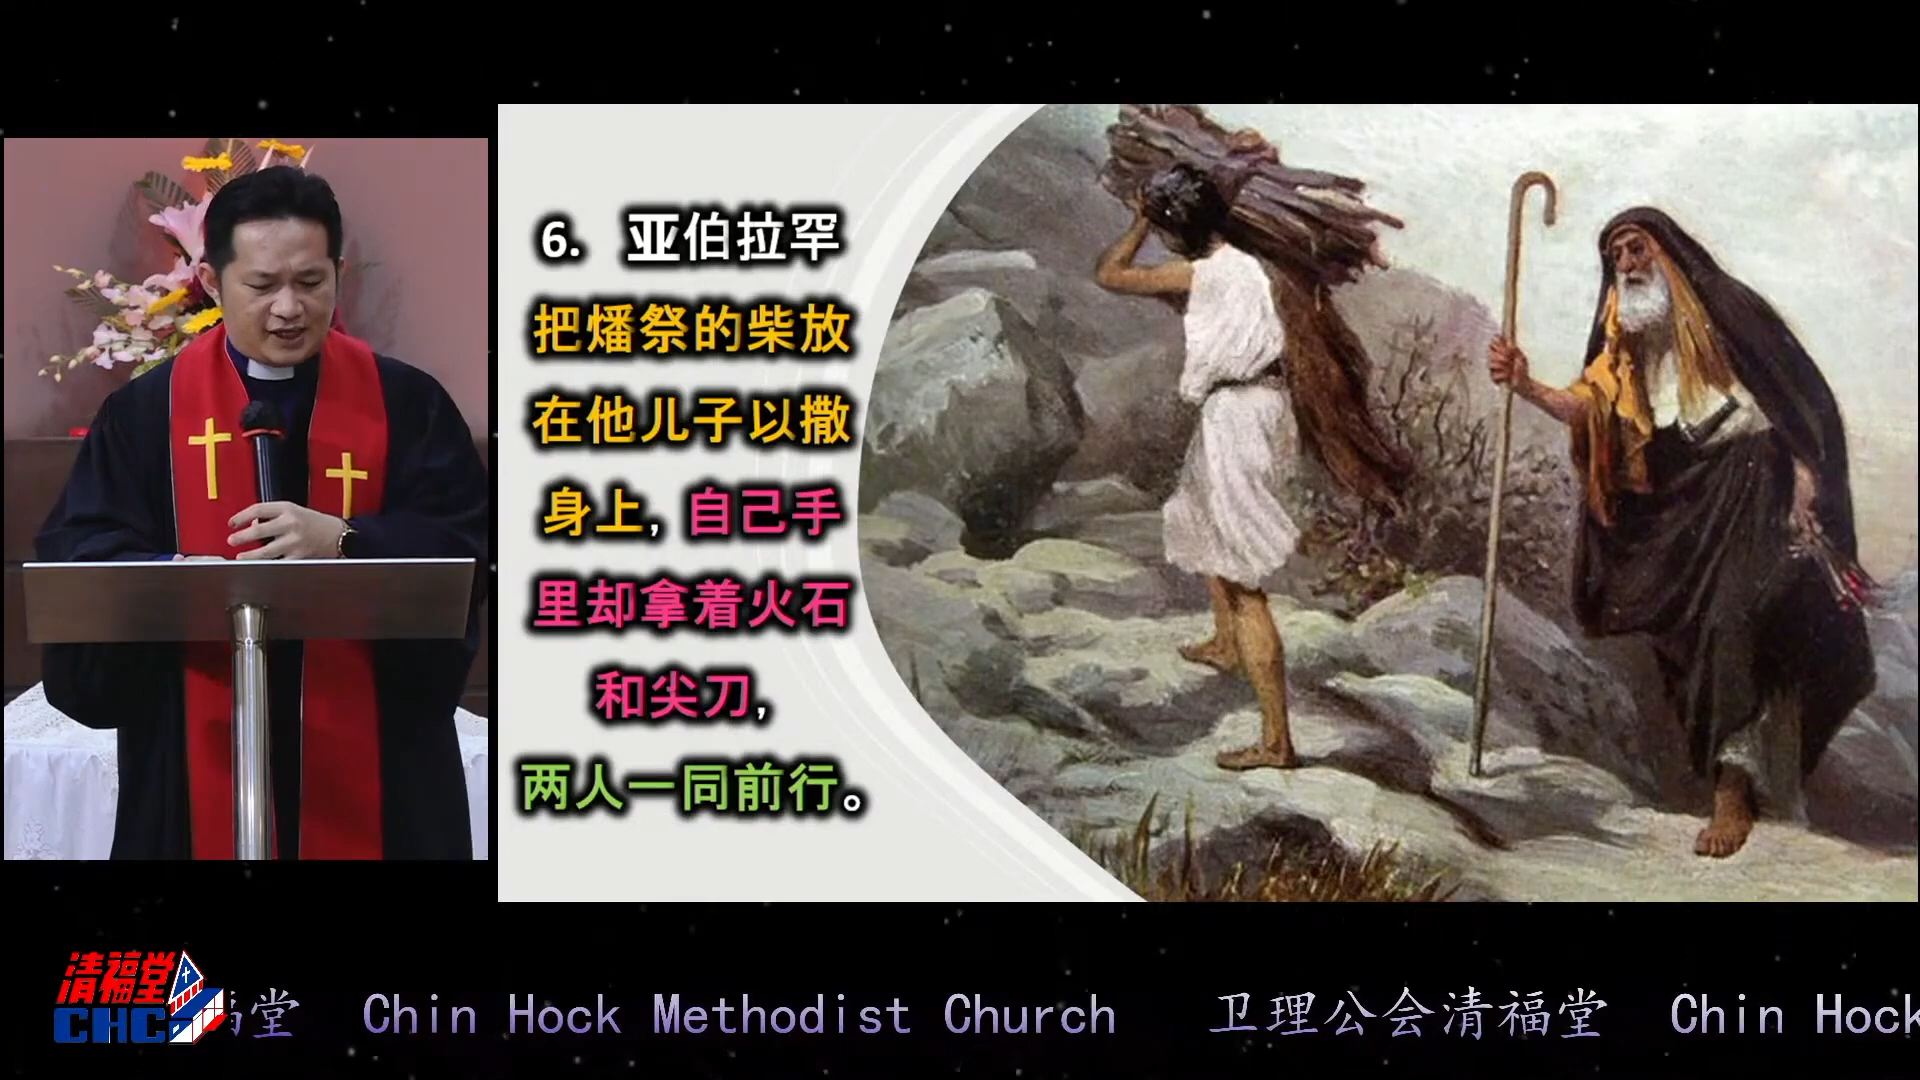 6. 亚伯拉罕
把燔祭的柴放
在他儿子以撒
身上，自己手
里却拿着火石
和尖刀，
两人一同前行。
清福堂
CHC
福堂 Chin Hock Methodist Church 卫理公会清福堂 Chin Hock